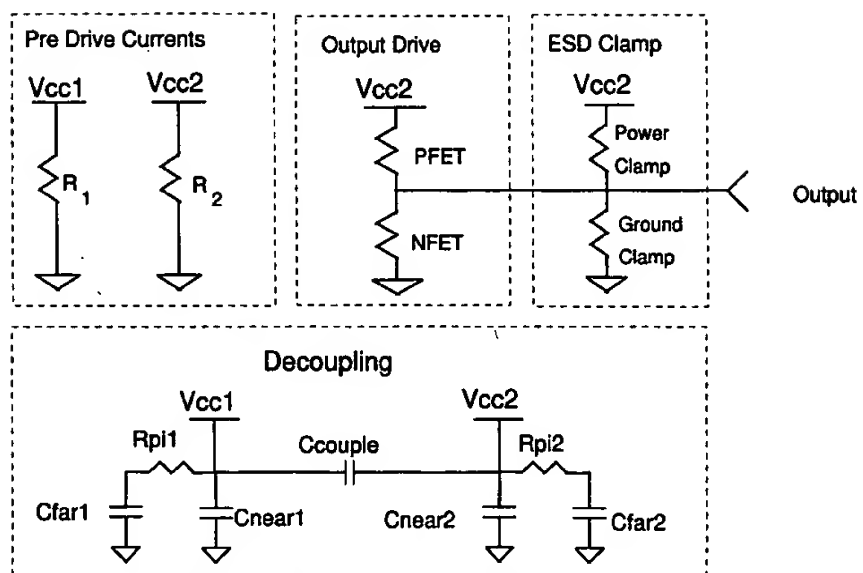 Pre Drive Currents
Vcc1
Vcc2
R1
R2
Output Drive
Vcc2
PFET
NFET
ESD Clamp
Vcc2
Power
Clamp
Ground
Clamp
Output
Decoupling
Vcc1
Vcc2
Rpi1
Ccouple
Rpi2
Cfar1
Cnear1
Cnear2
Cfar2